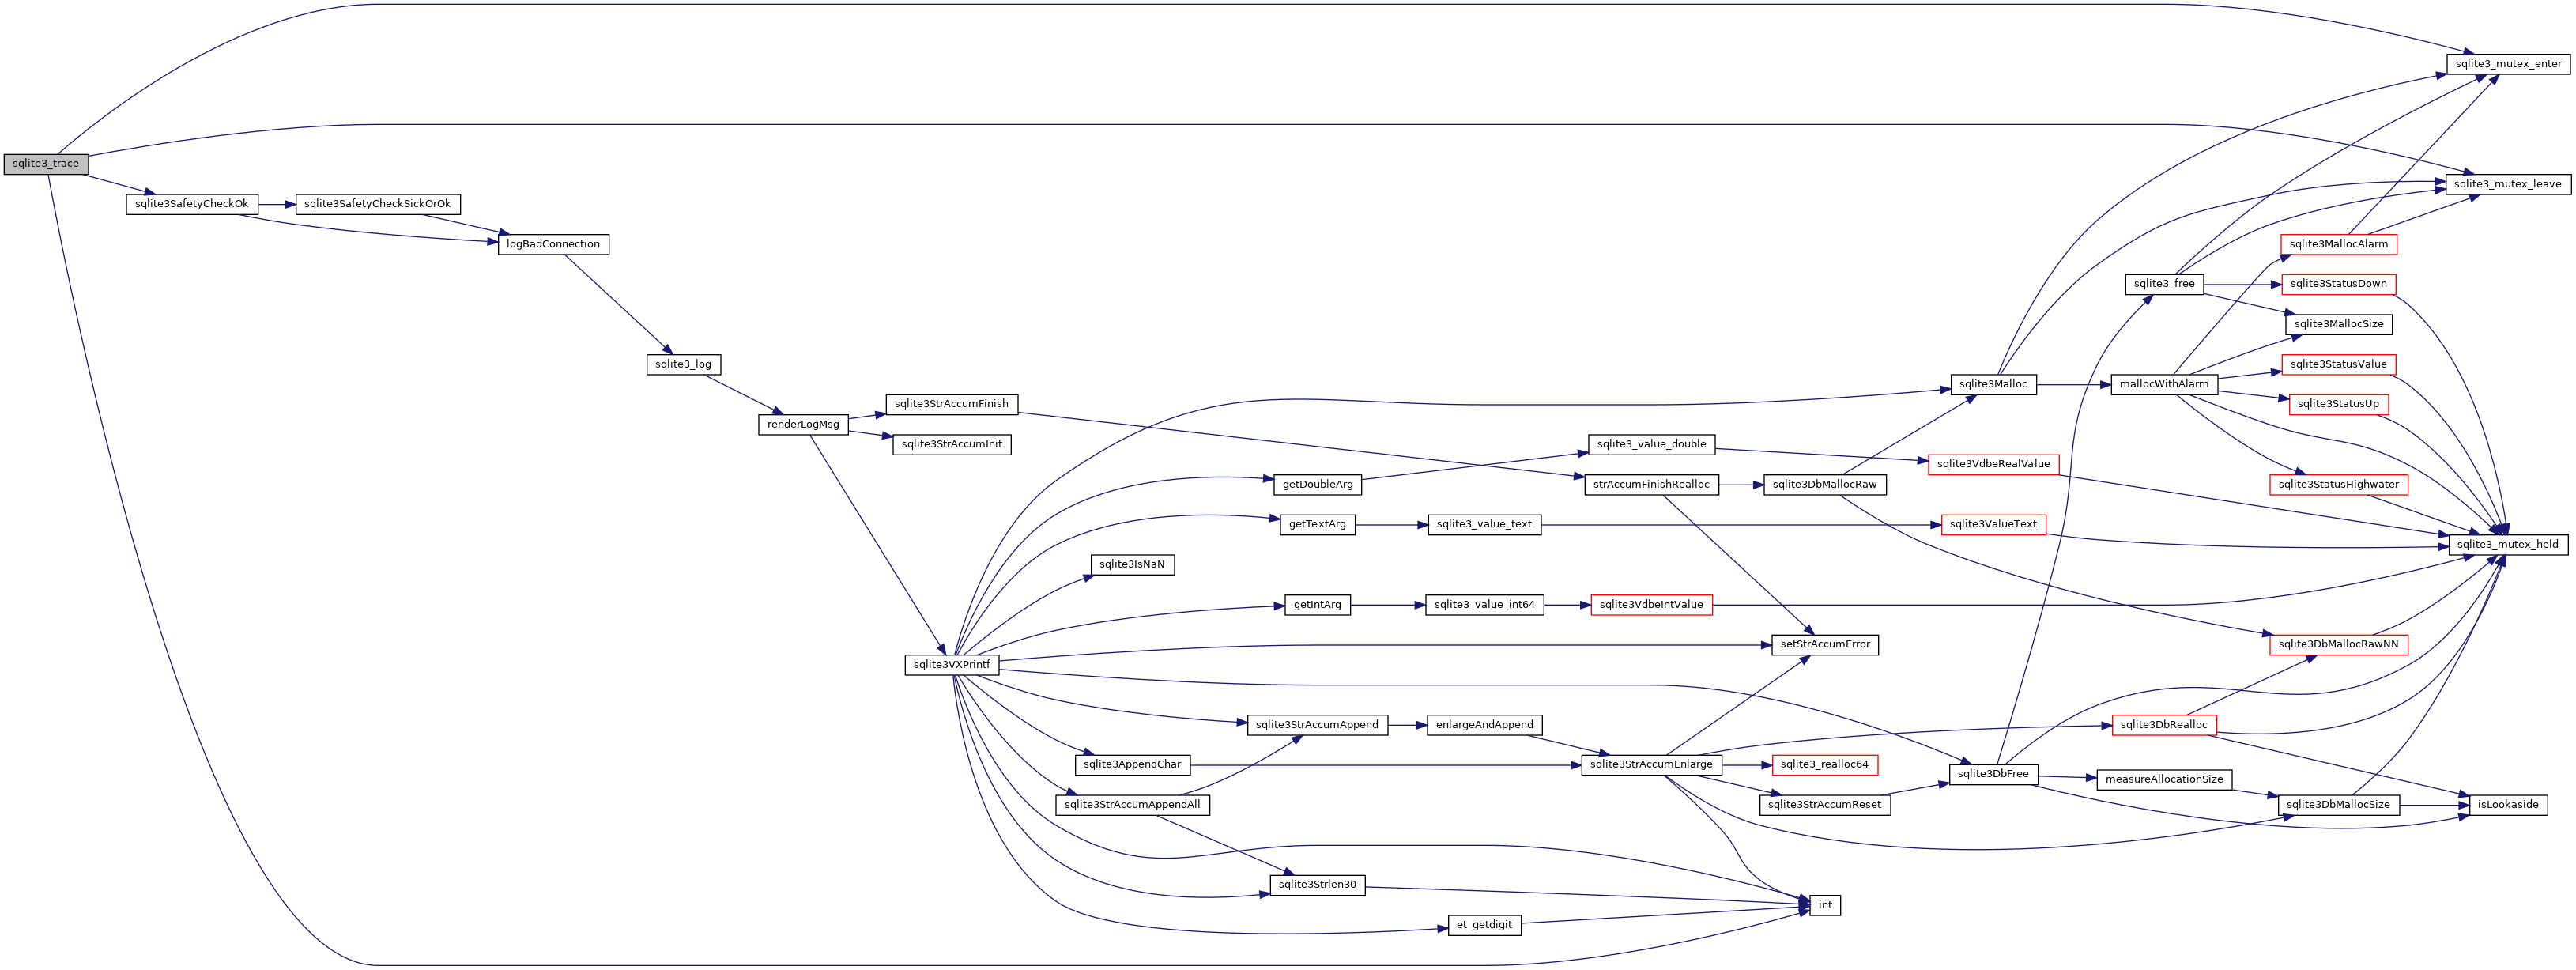 sqlite3_trace
sqlite3SafetyCheckOk
sqlite3SafetyCheckSickOrOk
logBadConnection
sqlite3_log
renderLogMsg
sqlite3StrAccumFinish
sqlite3StrAccumInit
sqlite3VXPrintf
sqlite3IsNaN
sqlite3AppendChar
sqlite3StrAccumAppendAll
getDoubleArg
getTextArg
getIntArg
sqlite3StrAccumAppend
sqlite3Strlen30
sqlite3_value_text
sqlite3_value_int64
enlargeAndAppend
et_getdigit
sqlite3_value_double
strAccumFinishRealloc
sqlite3VdbeIntValue
sqlite3StrAccumEnlarge
sqlite3DbMallocRaw
setStrAccumError
sqlite3_realloc64
sqlite3StrAccumReset
int
sqlite3Malloc
sqlite3VdbeRealValue
sqlite3ValueText
sqlite3DbFree
sqlite3_free
mallocWithAlarm
sqlite3DbRealloc
measureAllocationSize
sqlite3MallocAlarm
sqlite3StatusDown
sqlite3MallocSize
sqlite3StatusValue
sqlite3StatusUp
sqlite3StatusHighwater
sqlite3DbMallocRawNN
sqlite3DbMallocSize
sqlite3_mutex_enter
sqlite3_mutex_leave
sqlite3_mutex_held
isLookaside